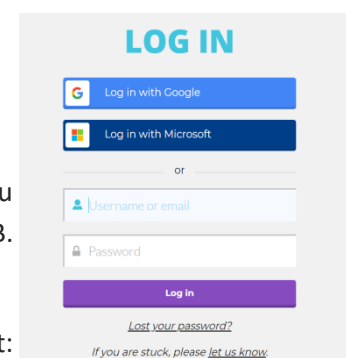 LOG IN
Log in with Google
Log in with Microsoft
or
u
Username or email
3.
Password
Log in
Lost your password?
t:
If you are stuck, please let us know.